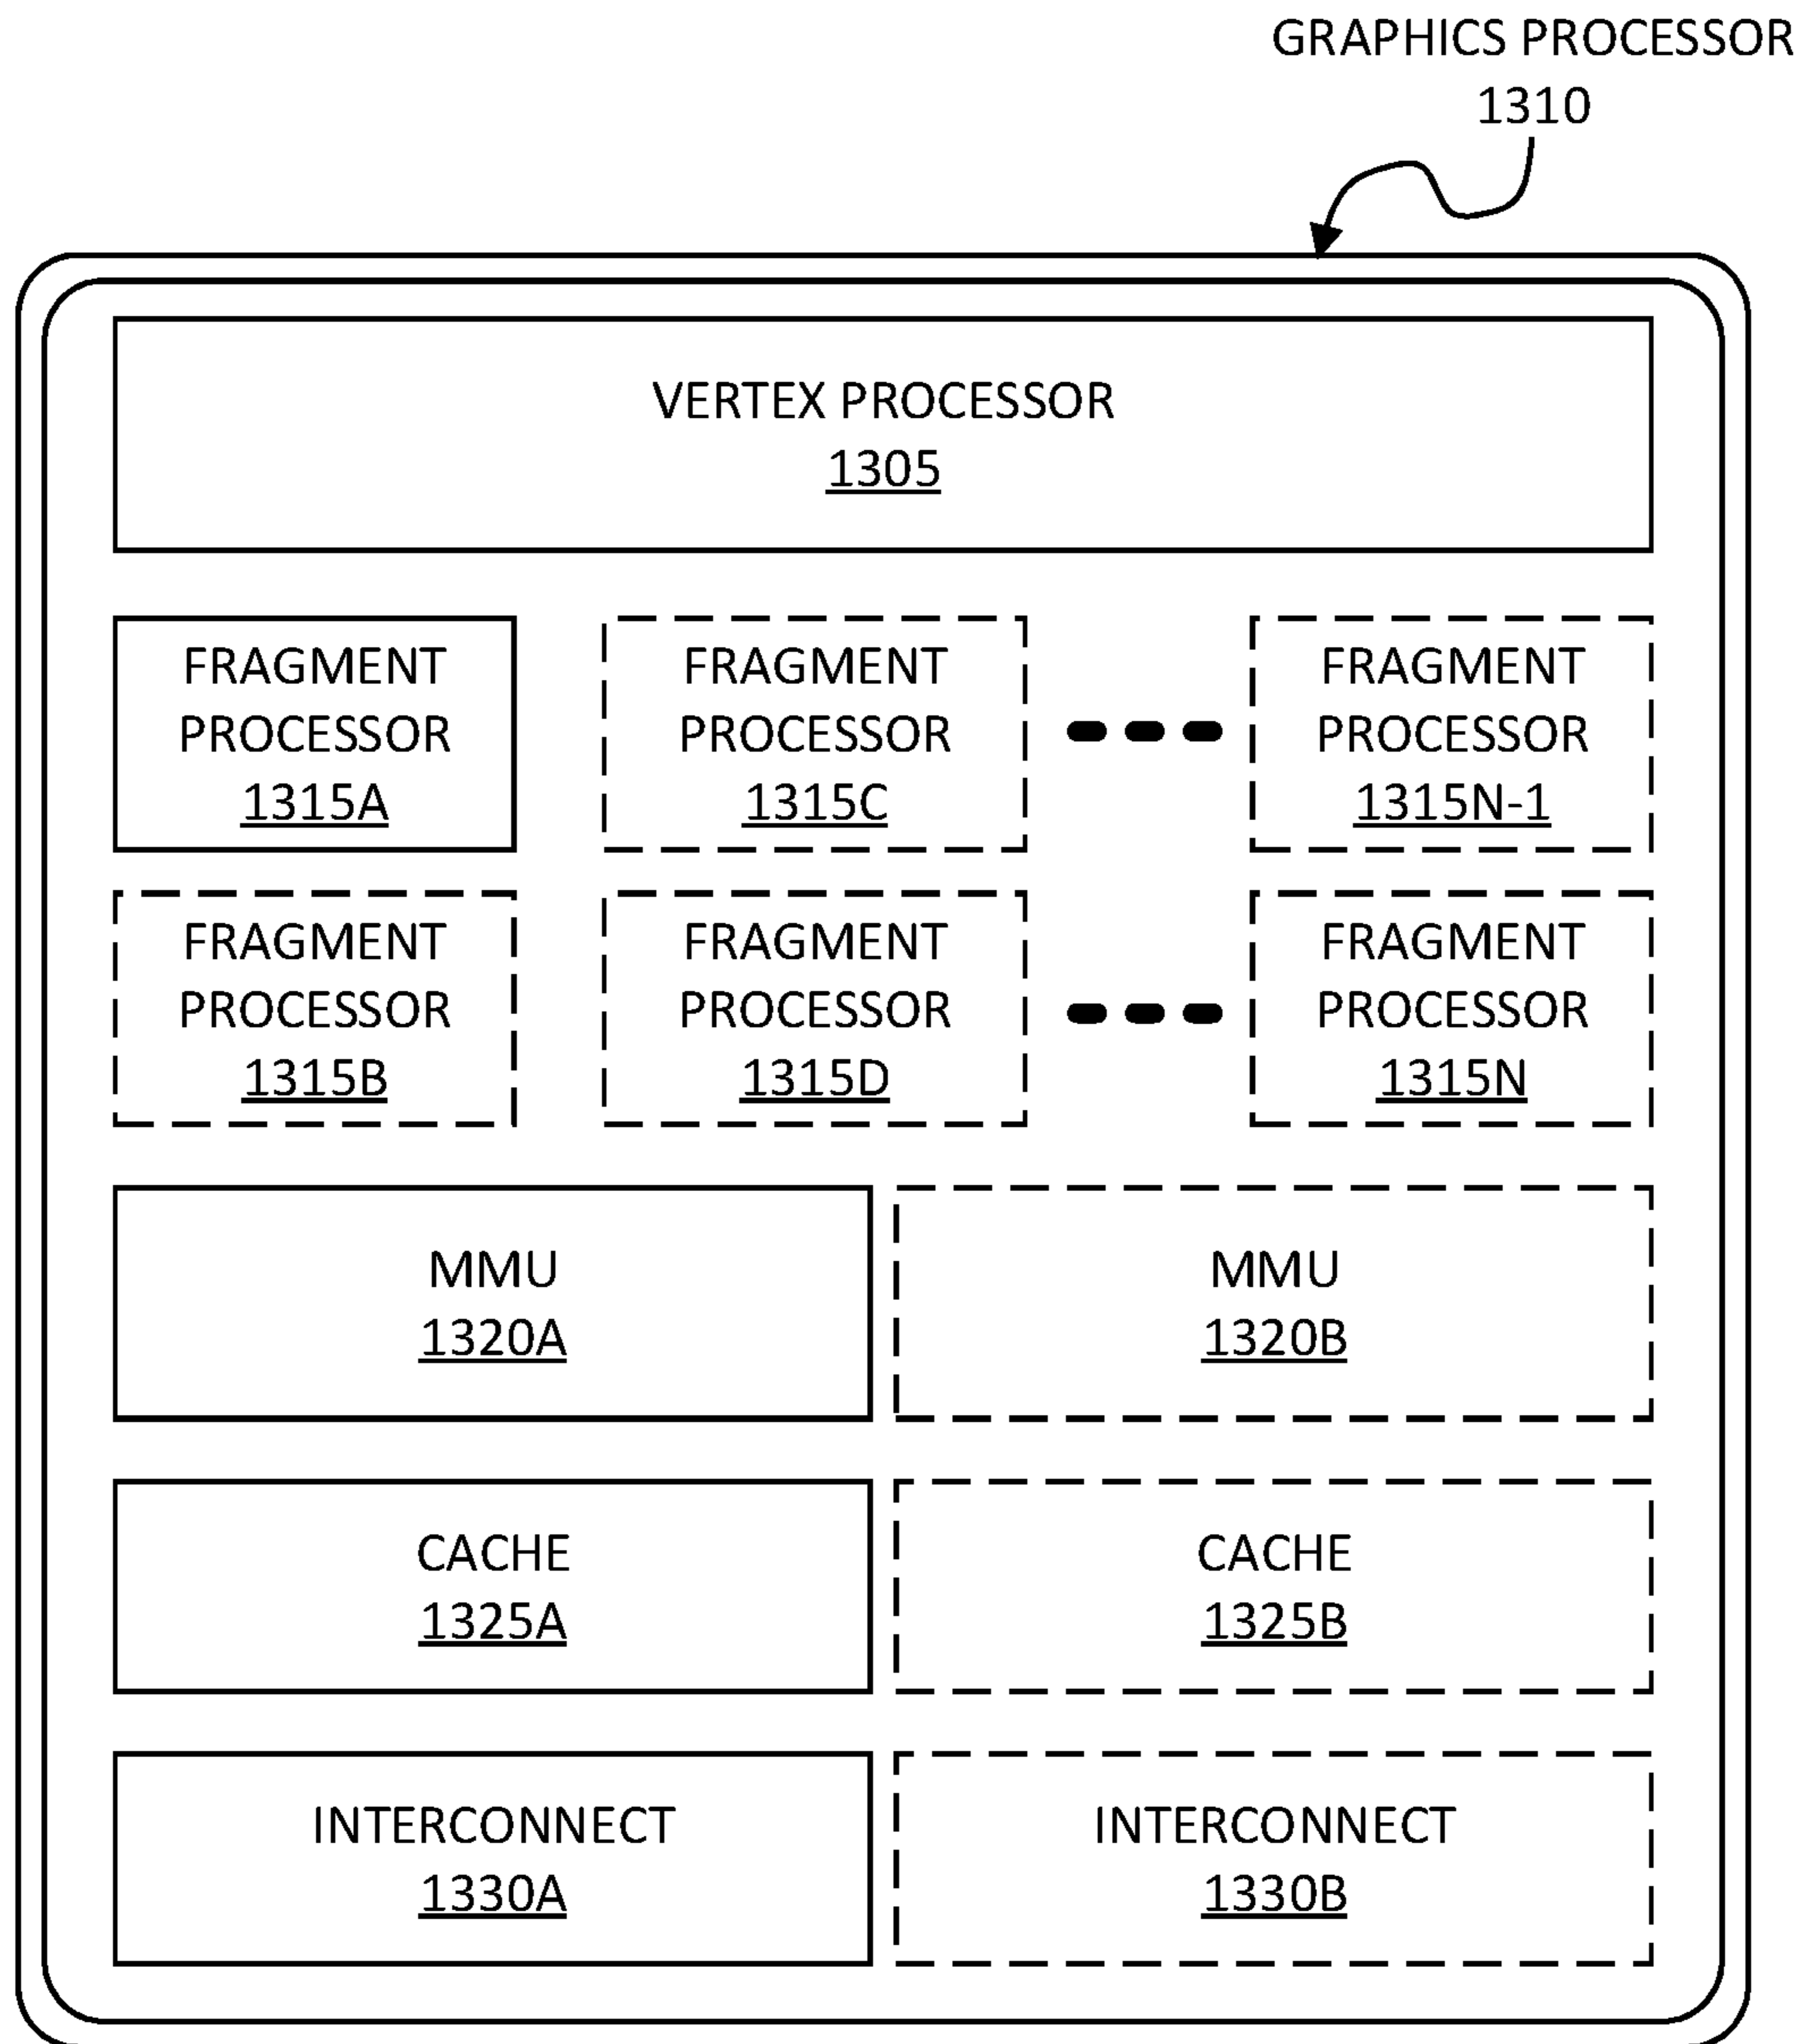 GRAPHICS PROCESSOR
1310
VERTEX PROCESSOR
1305
FRAGMENT
PROCESSOR
1315A
FRAGMENT
PROCESSOR
1315C
FRAGMENT
PROCESSOR
1315N-1
FRAGMENT
PROCESSOR
1315B
FRAGMENT
PROCESSOR
1315D
FRAGMENT
PROCESSOR
1315N
MMU
1320A
MMU
1320B
CACHE
1325A
CACHE
1325B
INTERCONNECT
1330A
INTERCONNECT
1330B